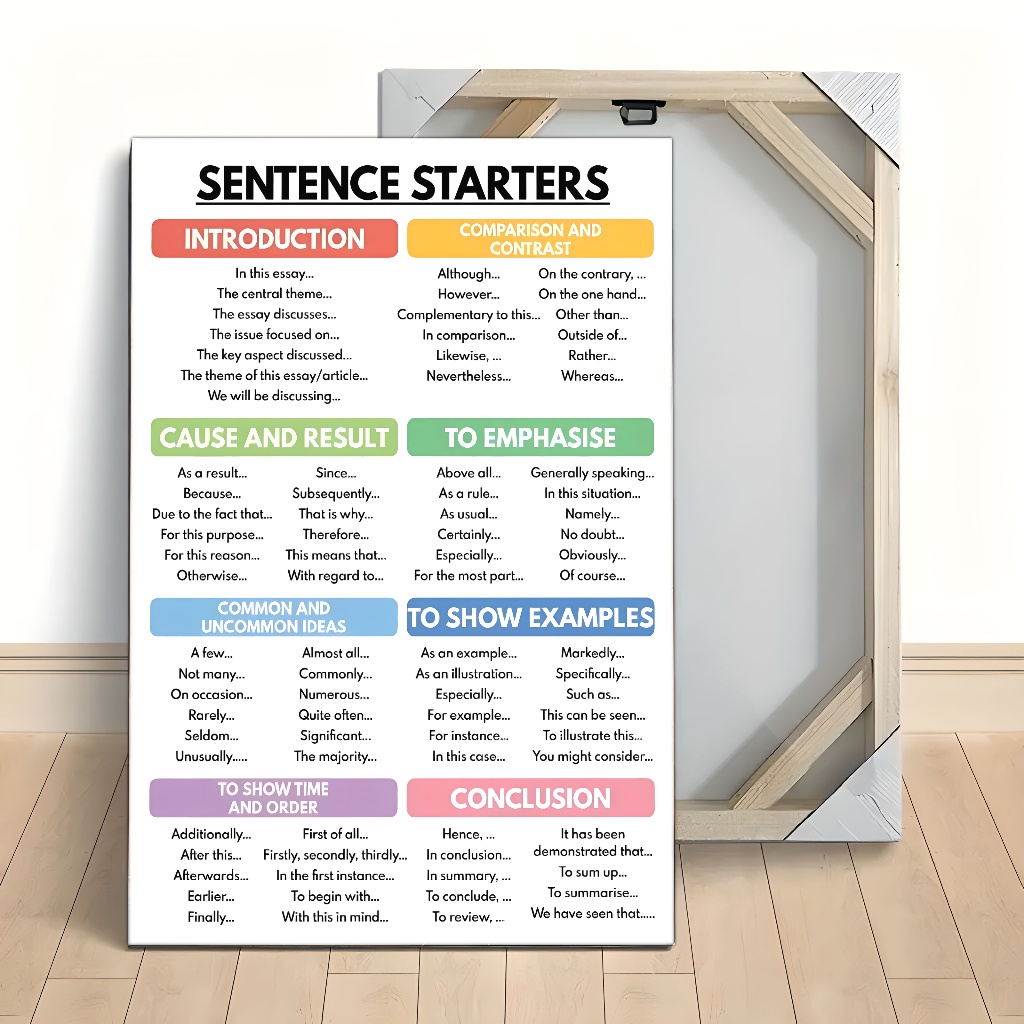 SENTENCE STARTERS
INTRODUCTION
In this essay...
The central theme...
The essay discusses...
The issue focused on...
The key aspect discussed...
The theme of this essay/article...
We will be discussing...
COMPARISON AND
CONTRAST
Although...
However...
Complementary to this...
In comparison...
Likewise, ...
Nevertheless...
On the contrary, ...
On the one hand...
Other than...
Outside of...
Rather...
Whereas...
CAUSE AND RESULT
As a result...
Because...
Due to the fact that...
For this purpose...
For this reason...
Otherwise...
Since...
Subsequently...
That is why...
Therefore...
This means that...
With regard to...
TO EMPHASISE
Above all...
As a rule...
As usual...
Certainly...
Especially...
For the most part...
Generally speaking...
In this situation...
Namely...
No doubt...
Obviously...
Of course...
COMMON AND
UNCOMMON IDEAS
A few...
Not many...
On occasion...
Rarely...
Seldom...
Unusually.....
Almost all...
Commonly...
Numerous...
Quite often...
Significant...
The majority...
TO SHOW EXAMPLES
As an example...
As an illustration...
Especially...
For example...
For instance...
In this case...
Markedly...
Specifically...
Such as...
This can be seen...
To illustrate this...
You might consider...
TO SHOW TIME
AND ORDER
Additionally...
After this...
Afterwards...
Earlier...
Finally...
First of all...
Firstly, secondly, thirdly...
In the first instance...
To begin with...
With this in mind...
CONCLUSION
Hence, ...
In conclusion...
In summary, ...
To conclude, ...
To review, ...
It has been
demonstrated that...
To sum up...
To summarise...
We have seen that.....